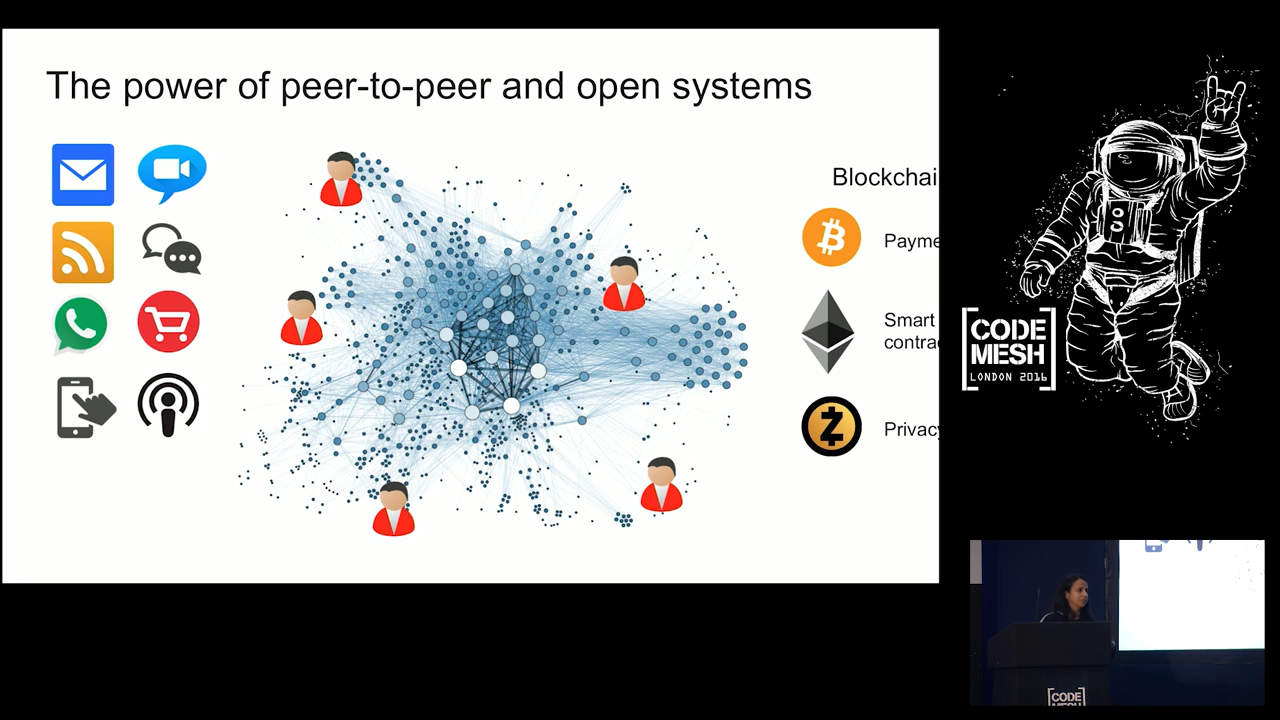 The power of peer-to-peer and open systems
Blockchai
Payme
Smart
contra
Privacy
CODE
MESH
LONDON 2016
CODE
MESH